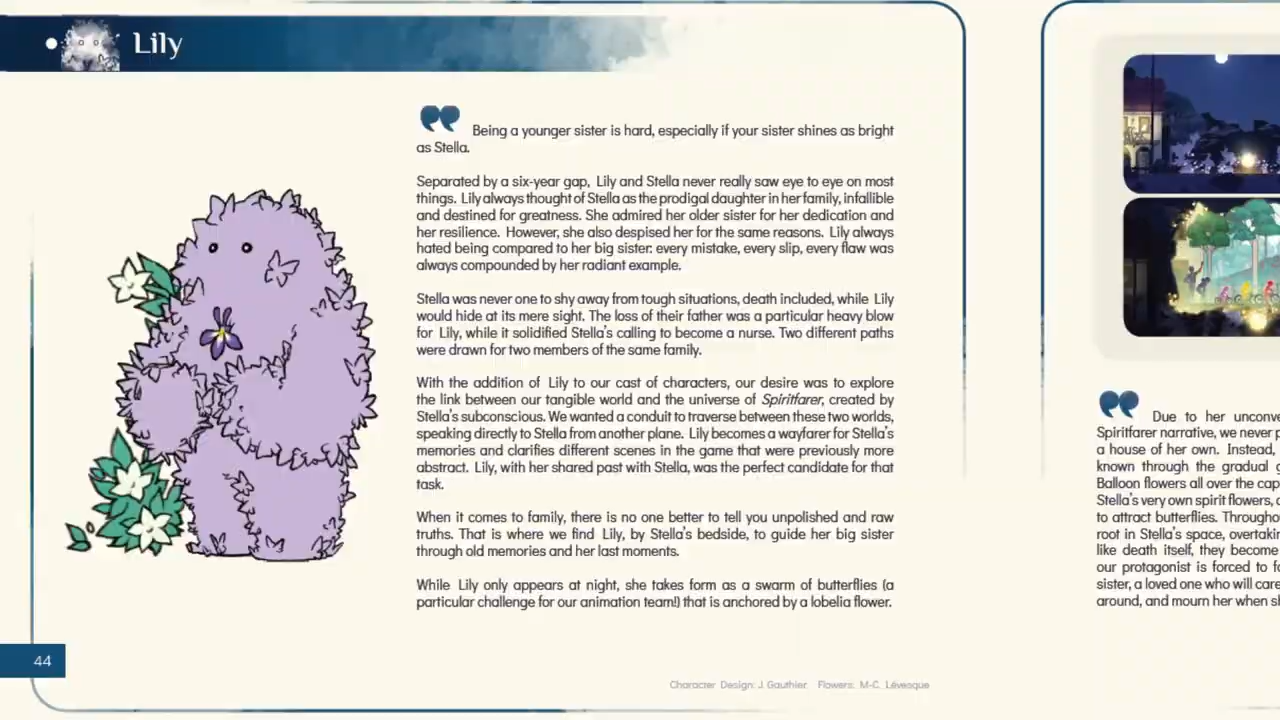 Lily
Being a younger sister is hard, especially if your sister shines as bright
as Stella.
Separated by a six-year gap, Lily and Stella never really saw eye to eye on most
things. Lily always thought of Stella as the prodigal daughter in her family, infallible
and destined for greatness. She admired her older sister for her dedication and
her resilience. However, she also despised her for the same reasons. Lily always
hated being compared to her big sister: every mistake, every slip, every flaw was
always compounded by her radiant example.
Stella was never one to shy away from tough situations, death included, while Lily
would hide at its mere sight. The loss of their father was a particular heavy blow
for Lily, while it solidified Stella's calling to become a nurse. Two different paths
were drawn for two members of the same family.
With the addition of Lily to our cast of characters, our desire was to explore
the link between our tangible world and the universe of Spiritfarer, created by
Stella's subconscious. We wanted a conduit to traverse between these two worlds,
speaking directly to Stella from another plane. Lily becomes a wayfarer for Stella's
memories and clarifies different scenes in the game that were previously more
abstract. Lily, with her shared past with Stella, was the perfect candidate for that
task.
When it comes to family, there is no one better to tell you unpolished and raw
truths. That is where we find Lily, by Stella's bedside, to guide her big sister
through old memories and her last moments.
While Lily only appears at night, she takes form as a swarm of butterflies (a
particular challenge for our animation team!) that is anchored by a lobelia flower.
44
Character Design: J. Gauthier. Flowers: M-C. Lévesque
Due to her
Spiritfarer narrative, we never
a house of her own. Instead,
known through the gradual
Balloon flowers all over the
Stella's very own spirit flowers,
to attract butterflies.
root in Stella's space,
like death itself, they become
our protagonist is forced to
sister, a loved one who will care
around, and mourn her when